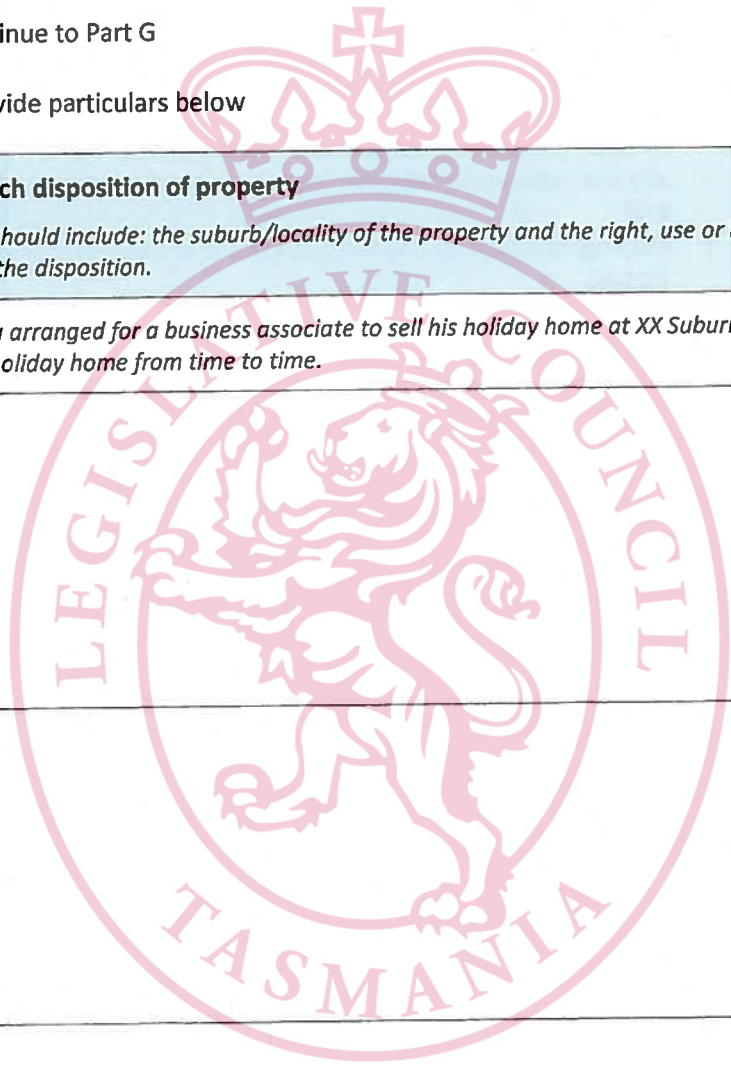 inue to Part G
vide particulars below
ch disposition of property
hould include: the suburb/locality of the property and the right, use or
the disposition.
arranged for a business associate to sell his holiday home at XX Subur
oliday home from time to time.
LEGISLATIVE COUNCIL
TASMANIA